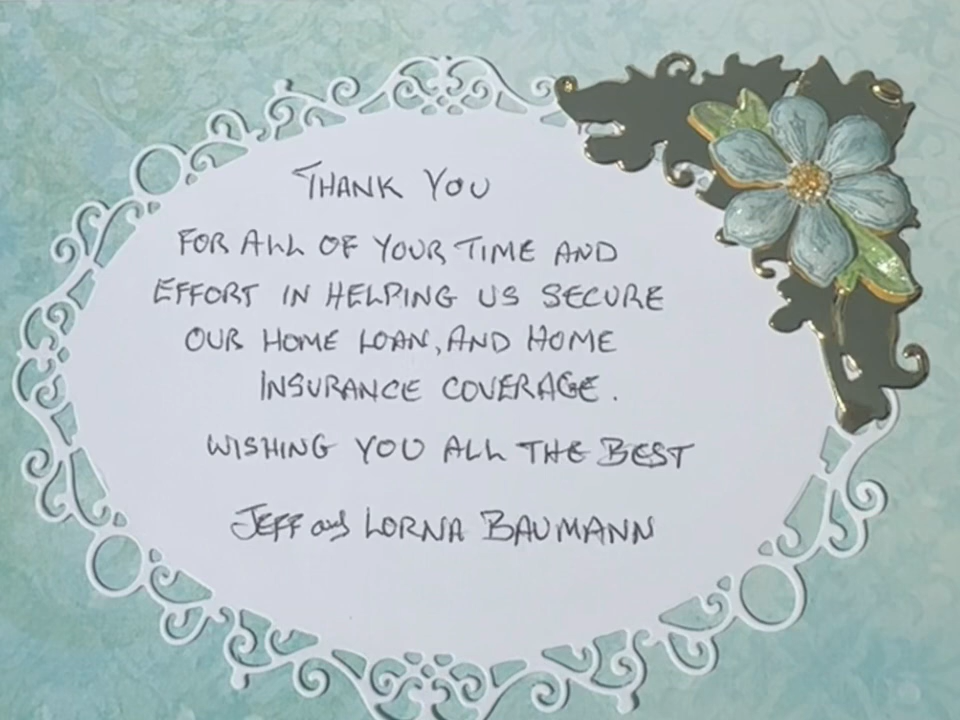 THANK YOU
FOR ALL OF YOUR TIME AND
EFFORT IN HELPING US SECURE
OUR HOME LOAN, AND HOME
INSURANCE COVERAGE.
WISHING YOU ALL THE BEST
JEFF and LORNA BAUMANN